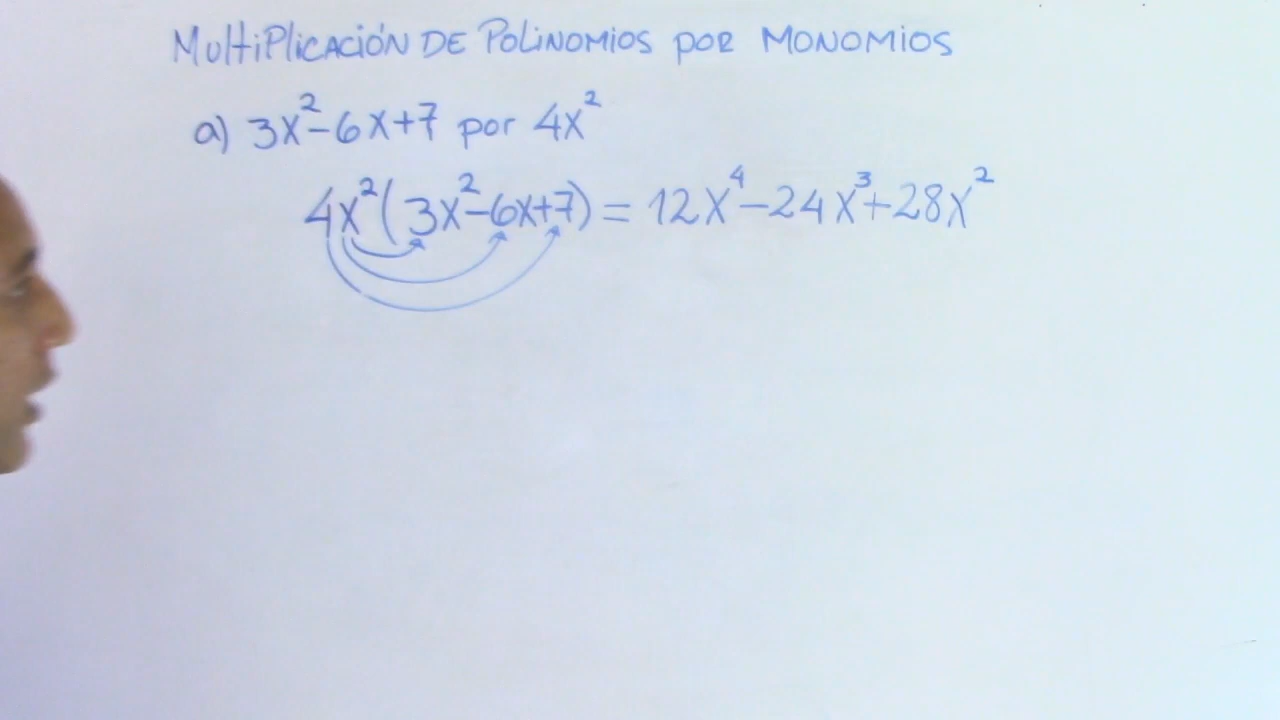 MultiPlicación DE Polinomios por MONOMIOS
a) 3x²-6x+7 por 4x²
4x²(3x²-6x+7) = 12x⁴-24x³+28x²